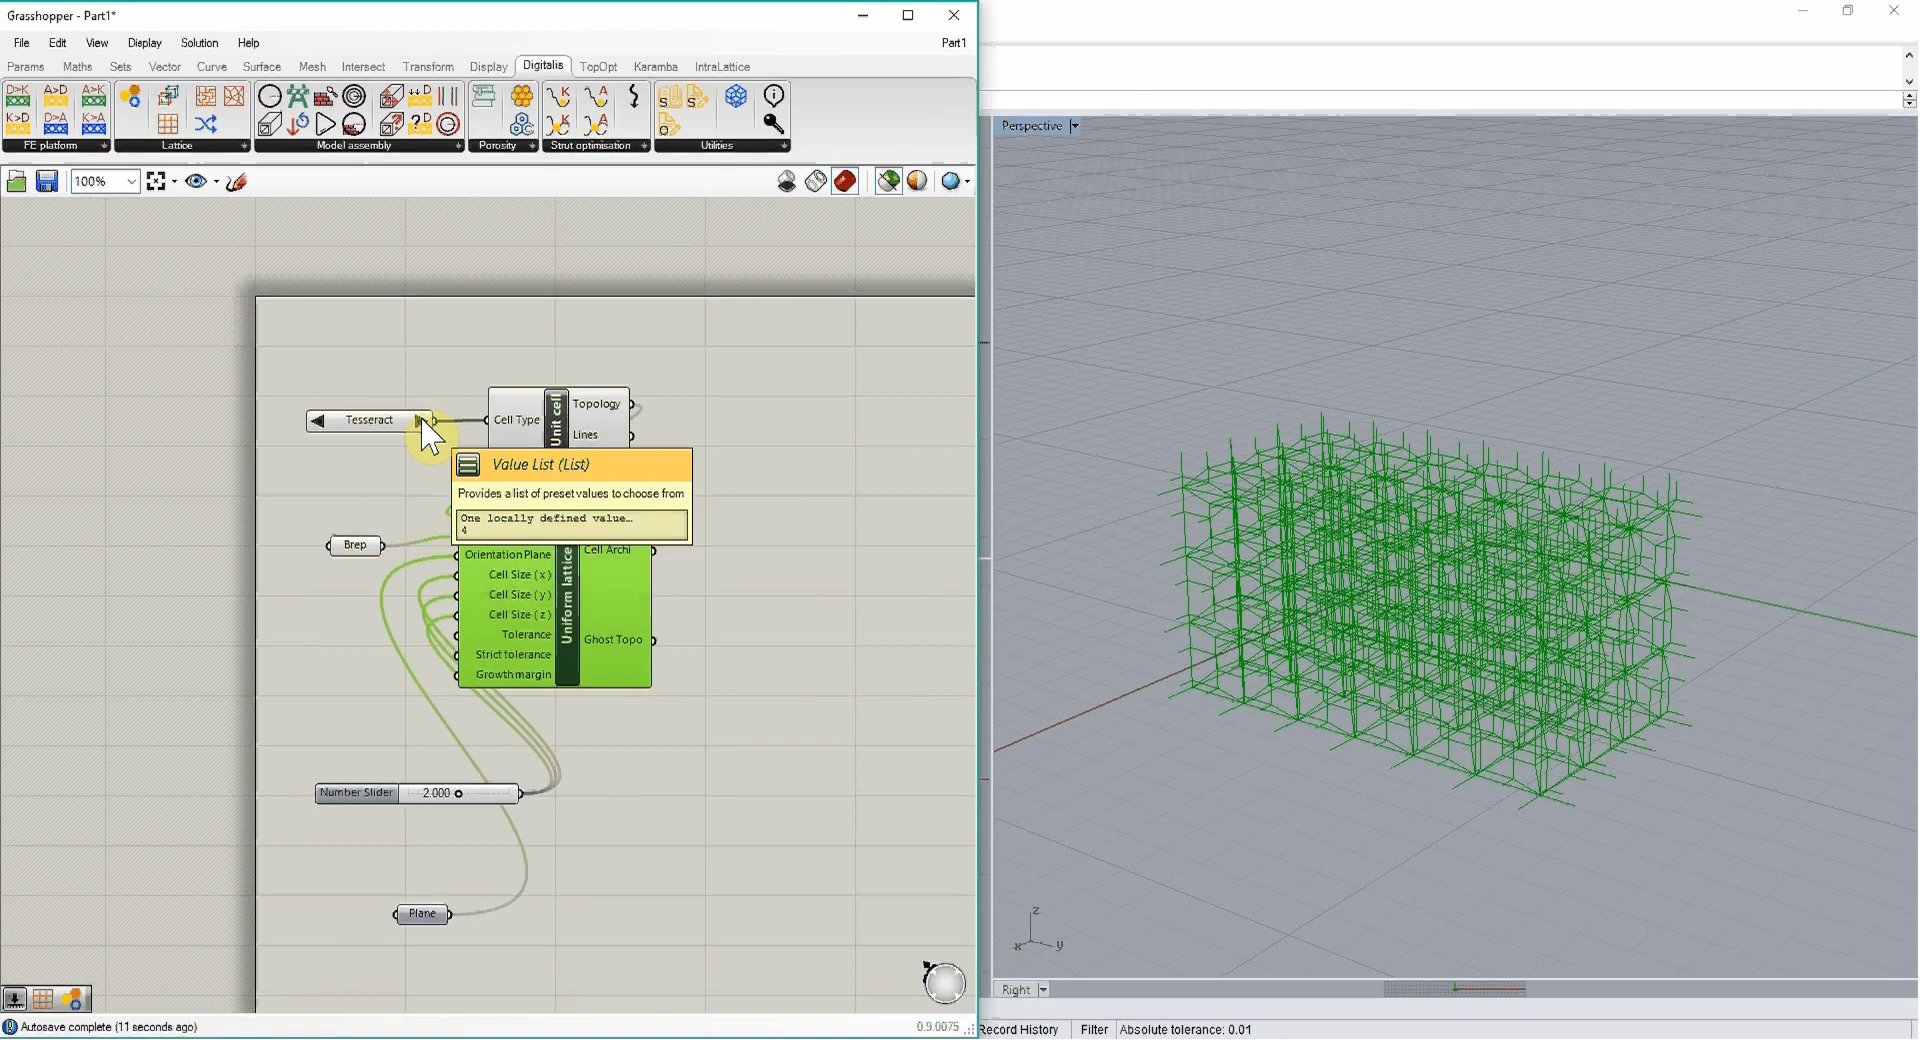 Grasshopper - Part1*
File Edit View Display Solution Help Part1
Params Maths Sets Vector Curve Surface Mesh Intersect Transform Display Digitalis TopOpt Karamba IntraLattice
D>K A>D A>K
K>D D>A K>A
FE platform Lattice Model assembly Porosity Strut optimisation Utilities
100%
Perspective
Tesseract
Cell Type
Unit cell
Topology
Lines
Value List (List)
Provides a list of preset values to choose from
One locally defined value…
4
Brep
Orientation Plane
Cell Size (x)
Cell Size (y)
Cell Size (z)
Tolerance
Strict tolerance
Growth margin
Uniform lattice
Cell Archi
Ghost Topo
Number Slider 2.000
Plane
z
x y
Right
Autosave complete (11 seconds ago) 0.9.0075
Record History Filter Absolute tolerance: 0.01